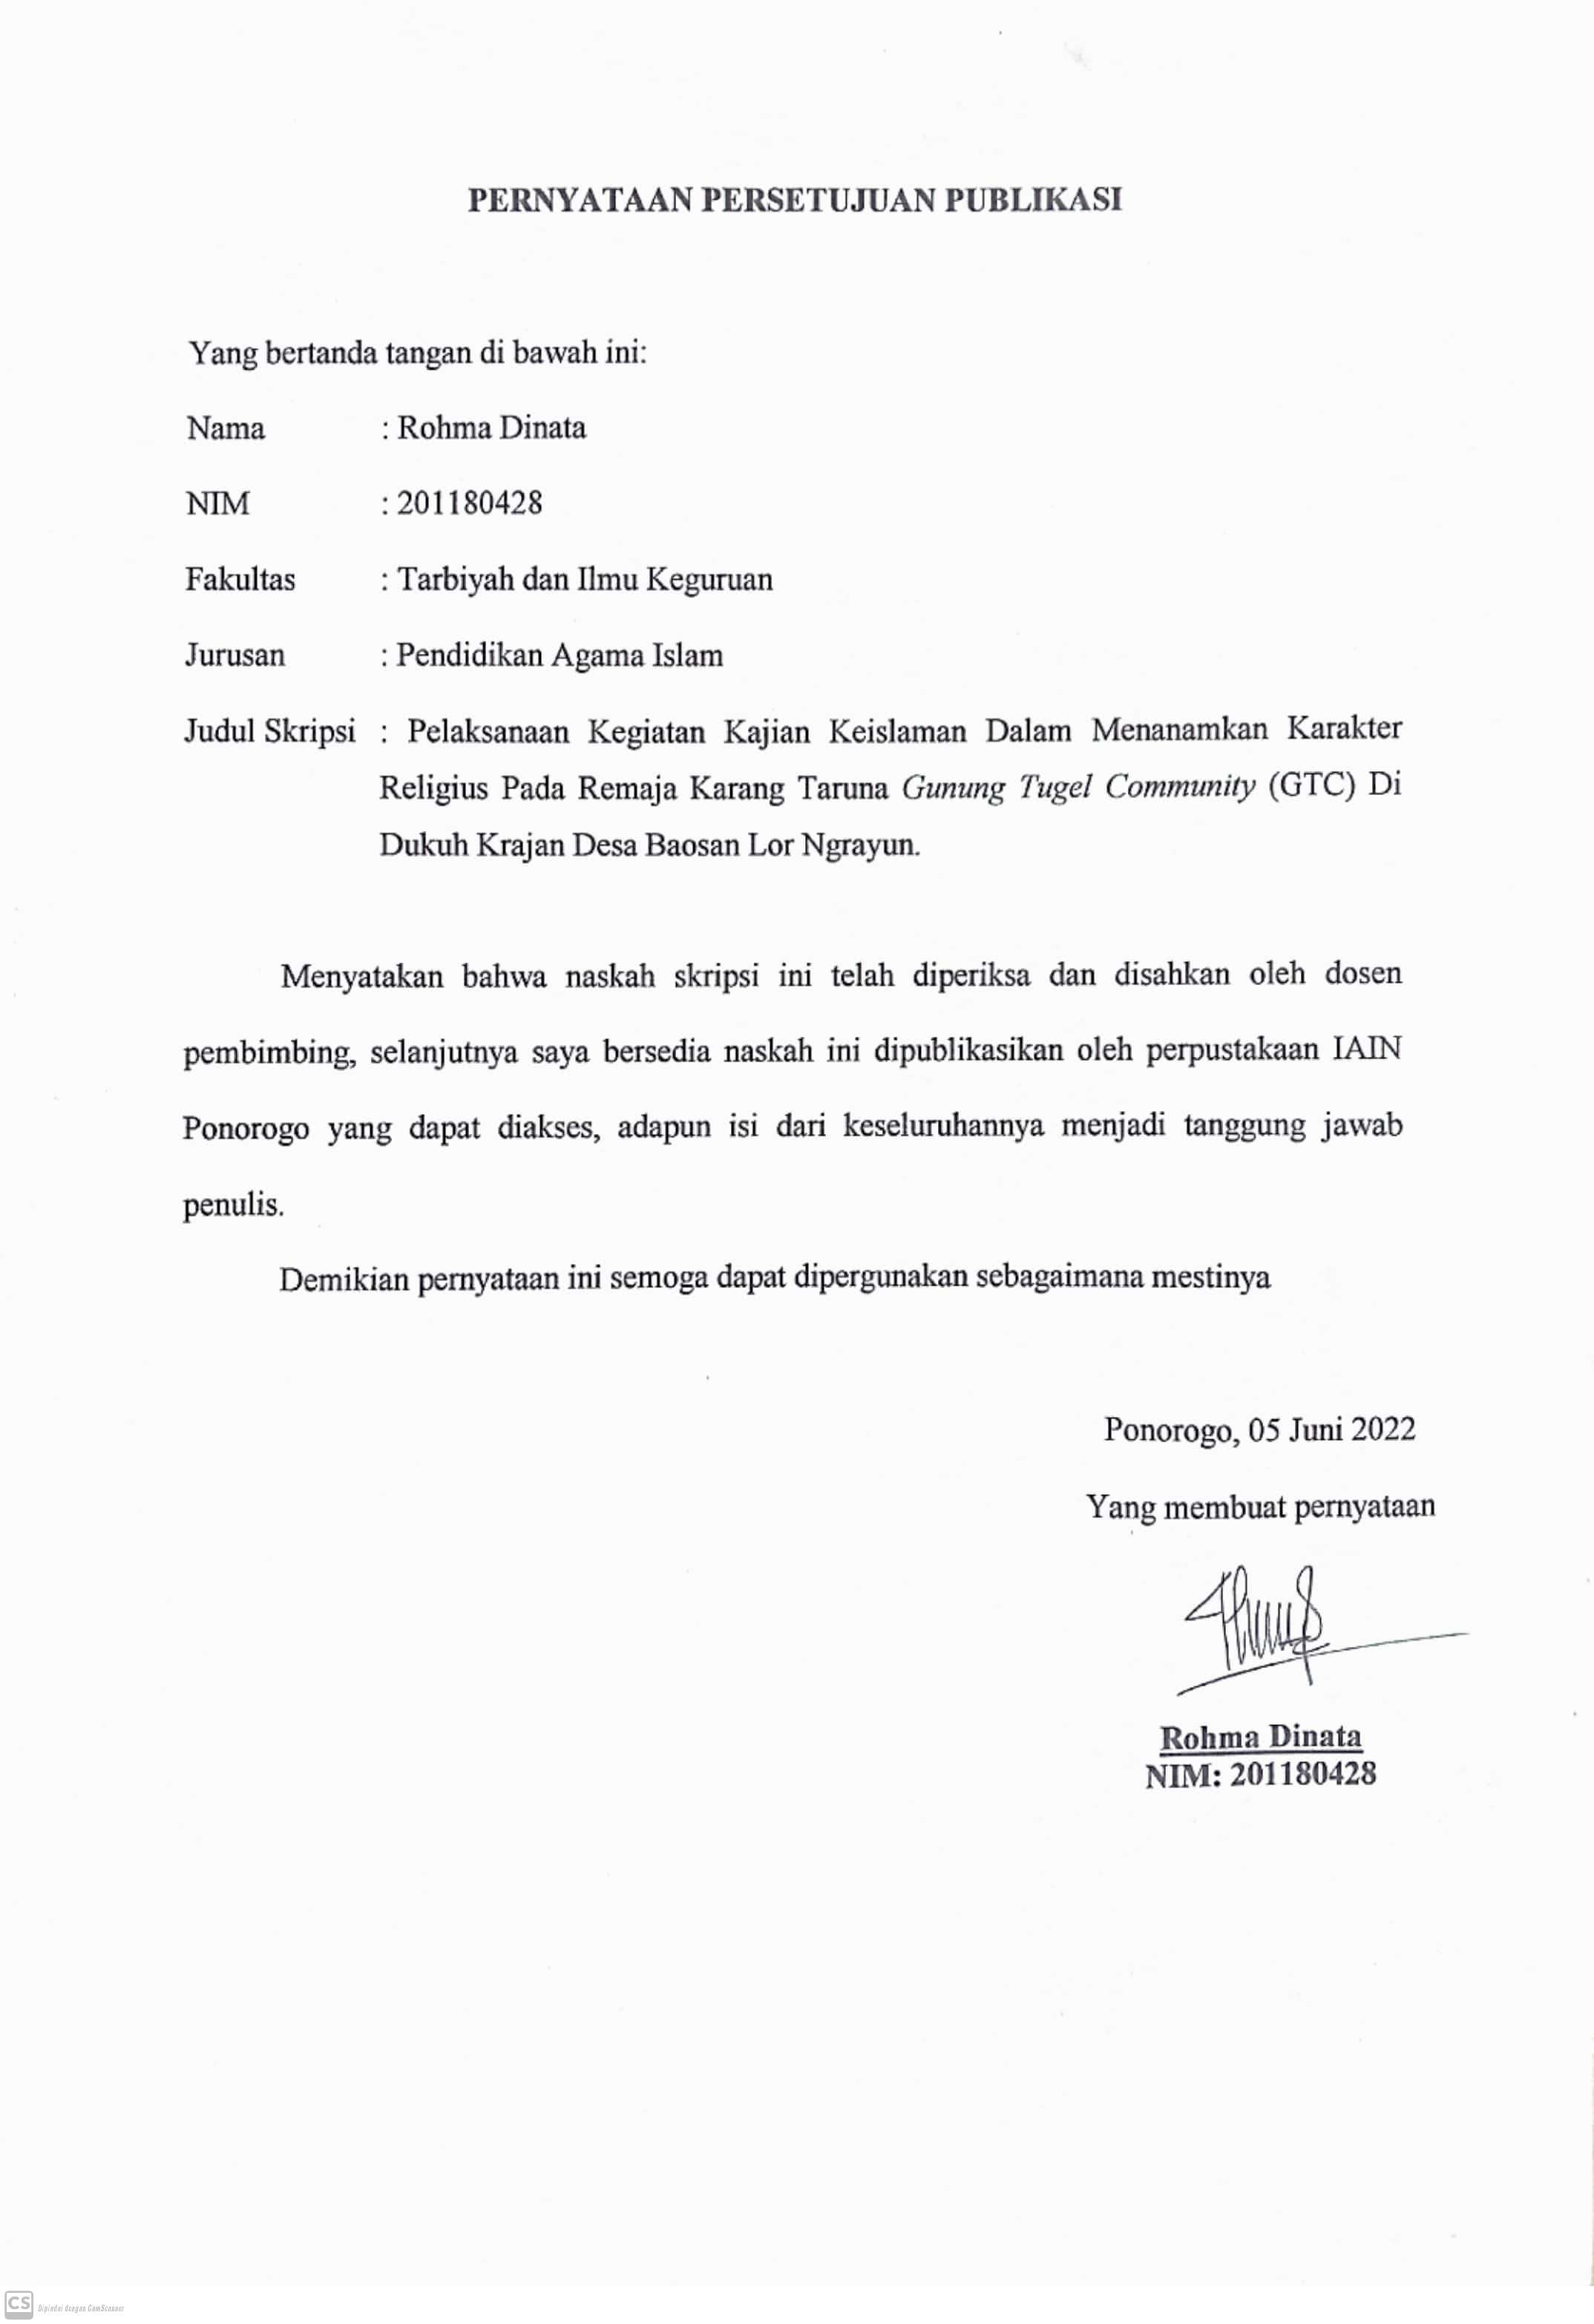 PERNYATAAN PERSETUJUAN PUBLIKASI
Yang bertanda tangan di bawah ini:
Nama : Rohma Dinata
NIM : 201180428
Fakultas : Tarbiyah dan Ilmu Keguruan
Jurusan : Pendidikan Agama Islam
Judul Skripsi : Pelaksanaan Kegiatan Kajian Keislaman Dalam Menanamkan Karakter
Religius Pada Remaja Karang Taruna Gunung Tugel Community (GTC) Di
Dukuh Krajan Desa Baosan Lor Ngrayun.
Menyatakan bahwa naskah skripsi ini telah diperiksa dan disahkan oleh dosen
pembimbing, selanjutnya saya bersedia naskah ini dipublikasikan oleh perpustakaan IAIN
Ponorogo yang dapat diakses, adapun isi dari keseluruhannya menjadi tanggung jawab
penulis.
Demikian pernyataan ini semoga dapat dipergunakan sebagaimana mestinya
Ponorogo, 05 Juni 2022
Yang membuat pernyataan
Rohma Dinata
NIM: 201180428
CS Dipindai dengan CamScanner